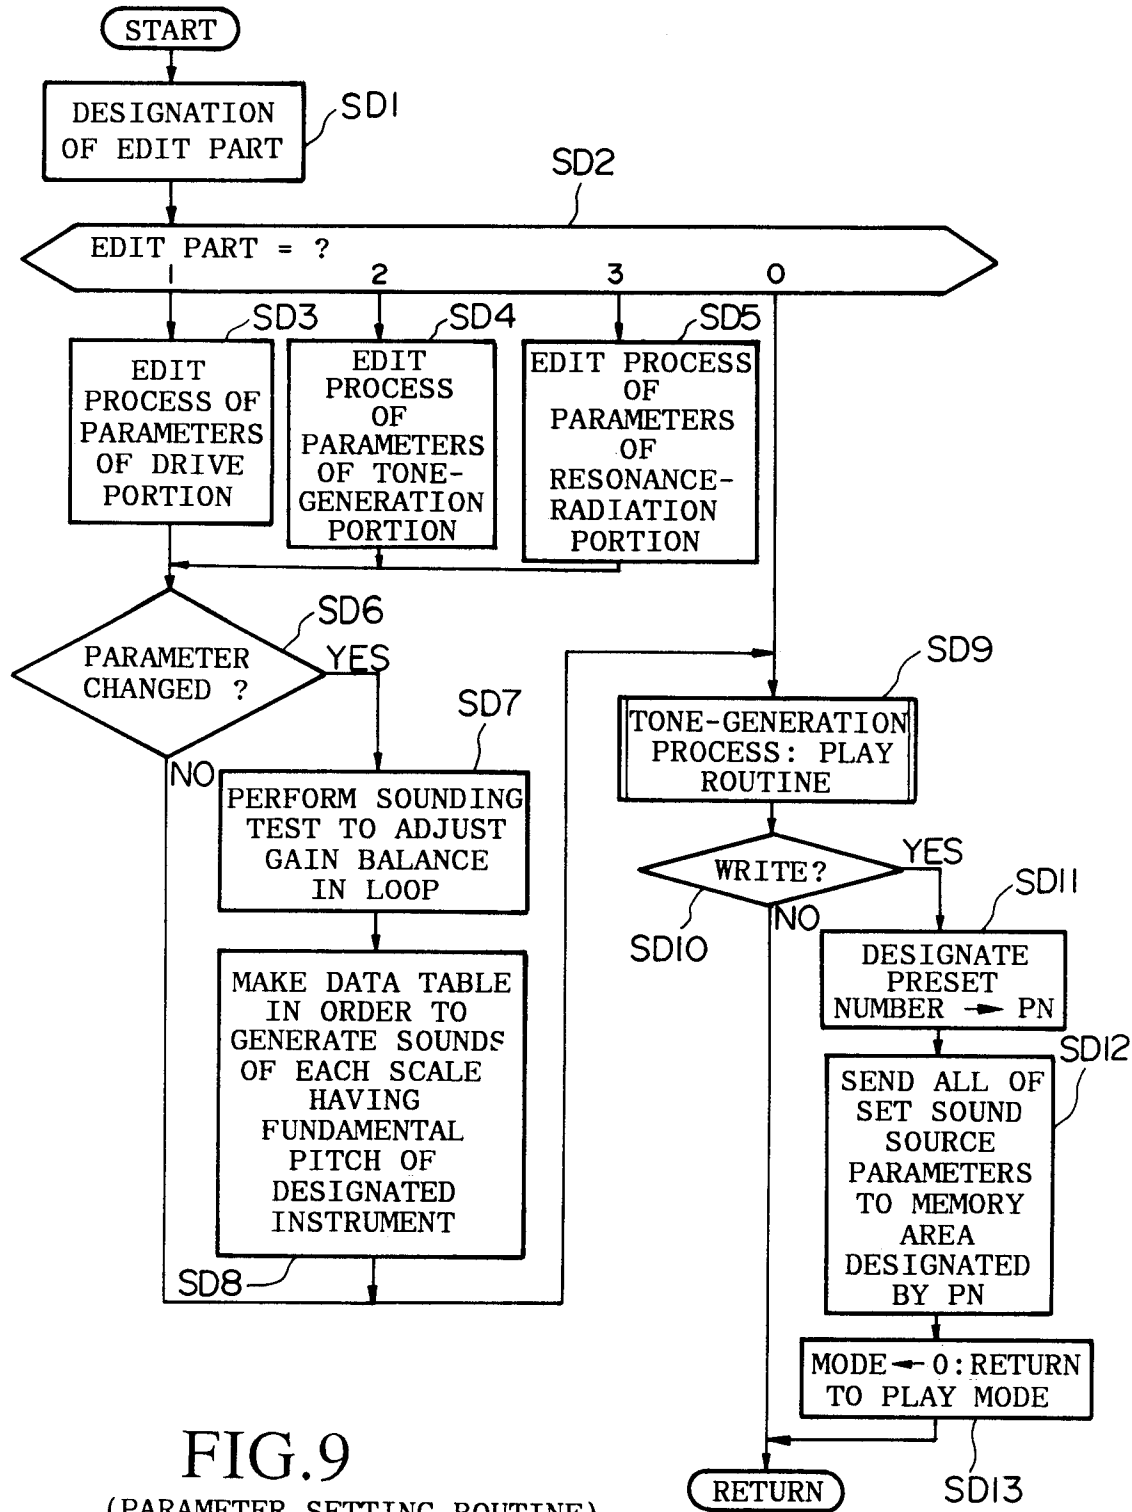 START
DESIGNATION
OF EDIT PART
SD1
SD2
EDIT PART = ?
1
2
3
0
SD3
EDIT
PROCESS OF
PARAMETERS
OF DRIVE
PORTION
SD4
EDIT
PROCESS
OF
PARAMETERS
OF TONE-
GENERATION
PORTION
SD5
EDIT PROCESS
OF
PARAMETERS
OF
RESONANCE-
RADIATION
PORTION
SD6
PARAMETER
CHANGED ?
YES
NO
SD7
PERFORM SOUNDING
TEST TO ADJUST
GAIN BALANCE
IN LOOP
MAKE DATA TABLE
IN ORDER TO
GENERATE SOUNDS
OF EACH SCALE
HAVING
FUNDAMENTAL
PITCH OF
DESIGNATED
INSTRUMENT
SD8
SD9
TONE-GENERATION
PROCESS: PLAY
ROUTINE
WRITE?
YES
NO
SD10
SD11
DESIGNATE
PRESET
NUMBER → PN
SD12
SEND ALL OF
SET SOUND
SOURCE
PARAMETERS
TO MEMORY
AREA
DESIGNATED
BY PN
MODE ← 0:RETURN
TO PLAY MODE
SD13
RETURN
FIG.9
(PARAMETER SETTING ROUTINE)